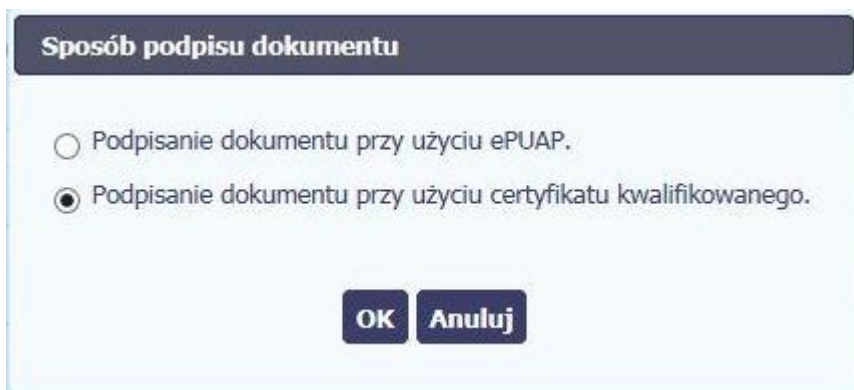 Sposób podpisu dokumentu
Podpisanie dokumentu przy użyciu ePUAP.
Podpisanie dokumentu przy użyciu certyfikatu kwalifikowanego.
OK Anuluj